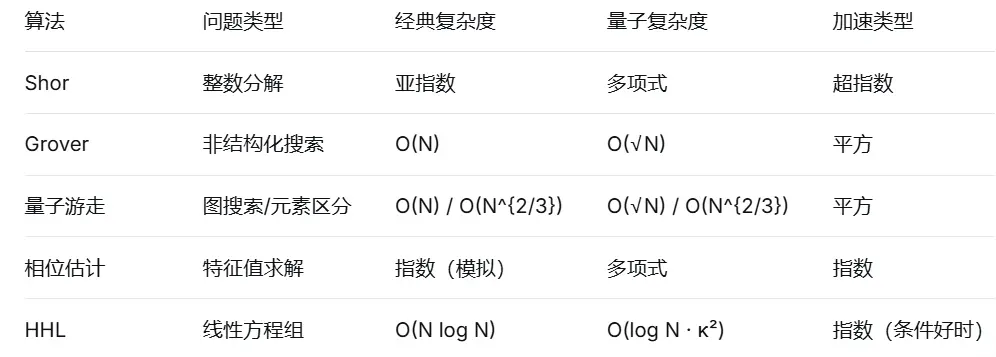 算法 问题类型 经典复杂度 量子复杂度 加速类型
Shor 整数分解 亚指数 多项式 超指数
Grover 非结构化搜索 O(N) O(√N) 平方
量子游走 图搜索/元素区分 O(N) / O(N^{2/3}) O(√N) / O(N^{2/3}) 平方
相位估计 特征值求解 指数（模拟） 多项式 指数
HHL 线性方程组 O(N log N) O(log N · κ²) 指数（条件好时）